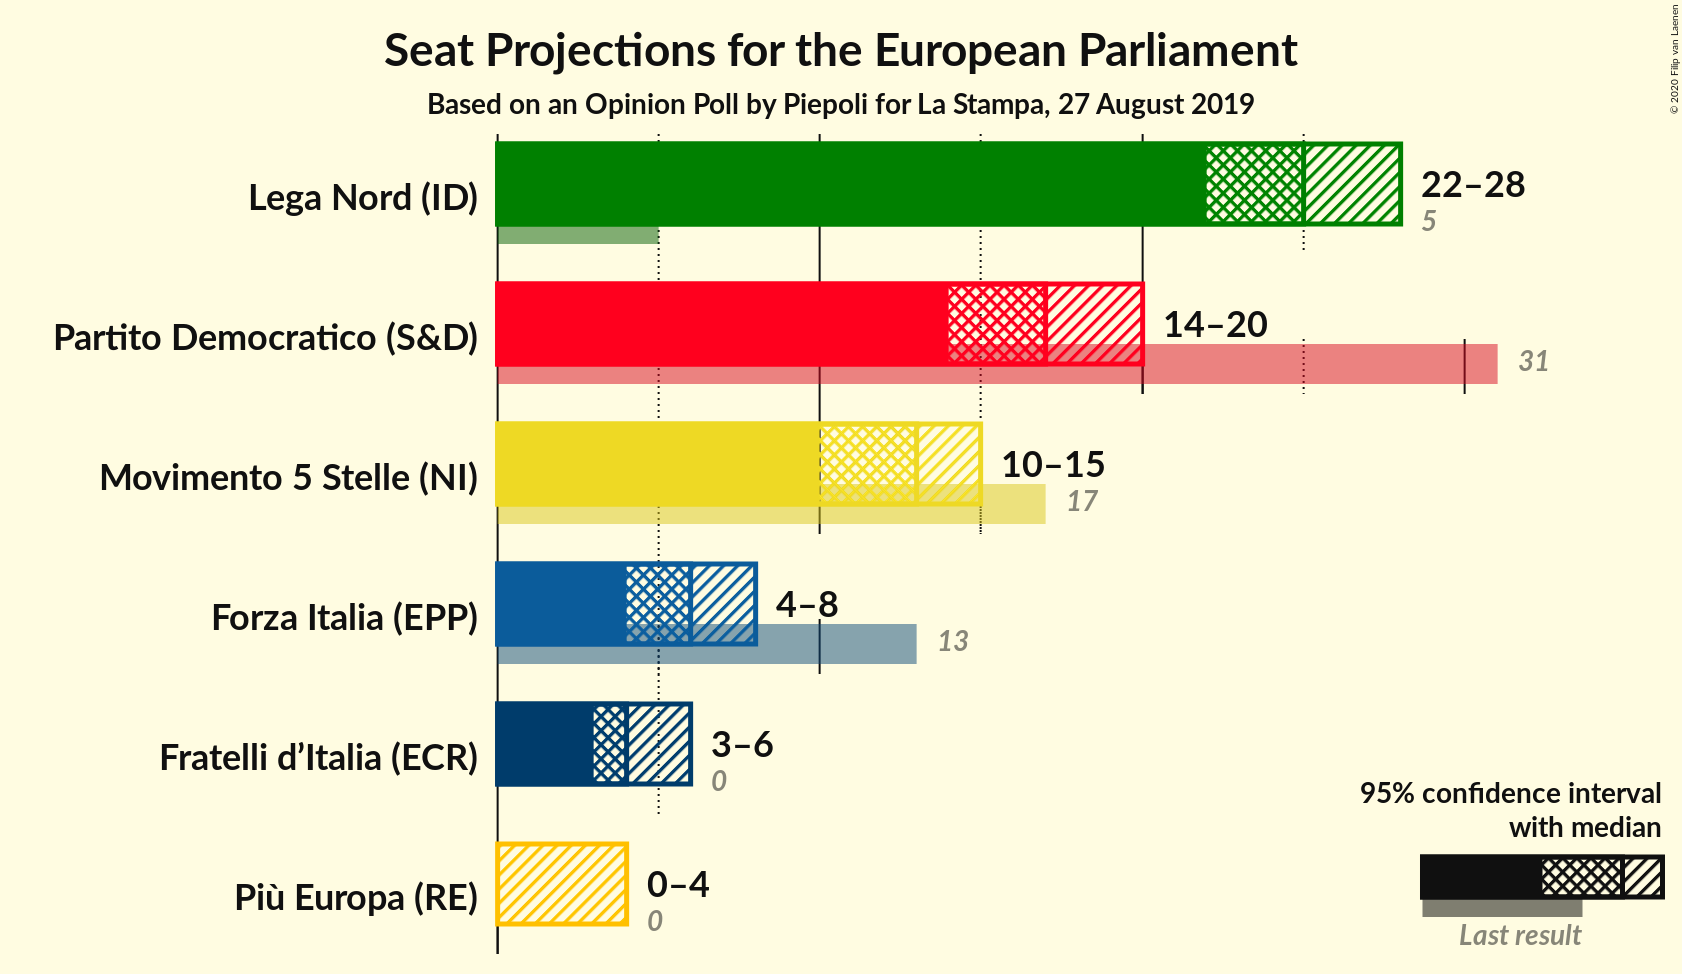 Seat Projections for the European Parliament
Based on an Opinion Poll by Piepoli for La Stampa, 27 August 2019
© 2020 Filip van Laenen
Lega Nord (ID)
22–28
5
Partito Democratico (S&D)
14–20
31
Movimento 5 Stelle (NI)
10–15
17
Forza Italia (EPP)
4–8
13
Fratelli d’Italia (ECR)
3–6
0
Più Europa (RE)
0–4
0
95% confidence interval
with median
Last result